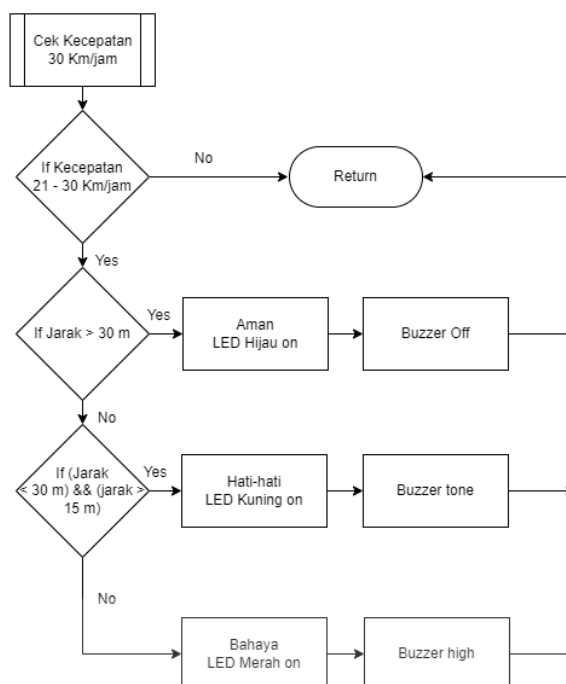 Cek Kecepatan
30 Km/jam
If Kecepatan
21 - 30 Km/jam
No
Return
Yes
If Jarak > 30 m
Yes
Aman
LED Hijau on
Buzzer Off
No
If (Jarak
< 30 m) && (jarak >
15 m)
Yes
Hati-hati
LED Kuning on
Buzzer tone
No
Bahaya
LED Merah on
Buzzer high